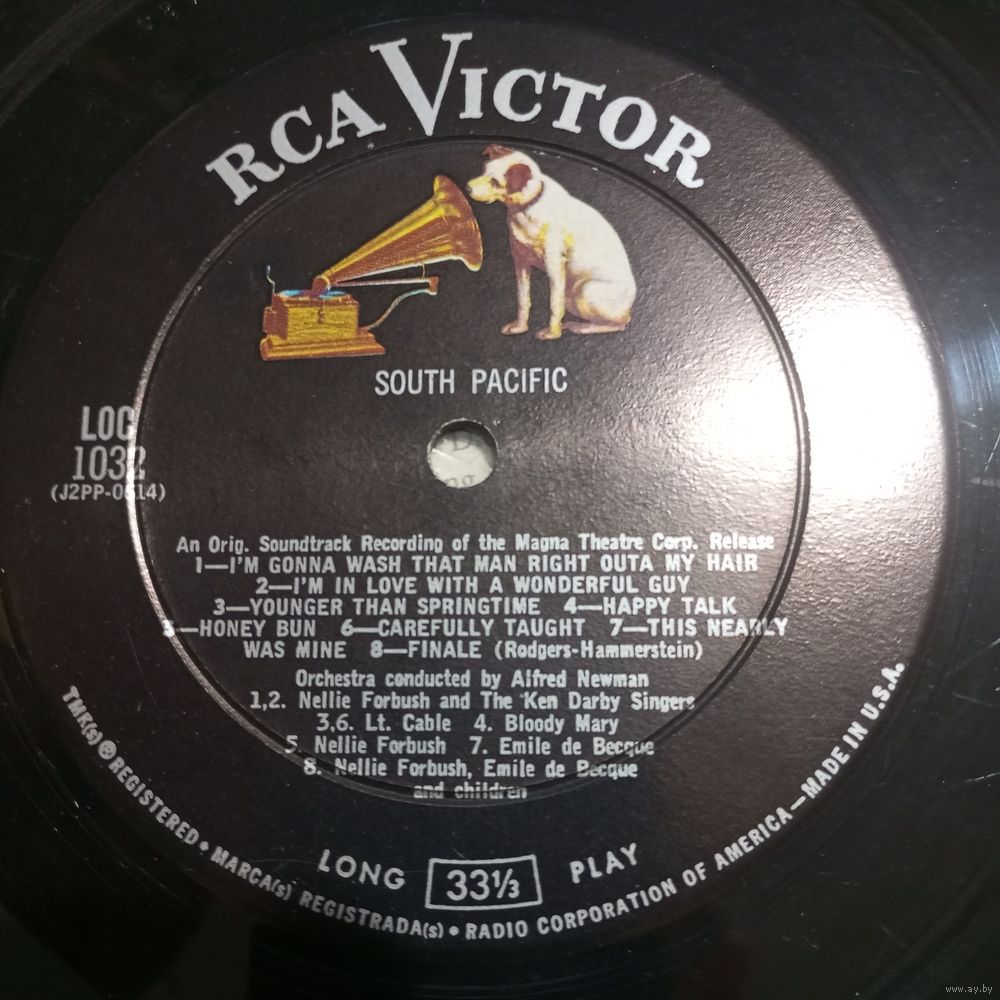 RCA VICTOR
SOUTH PACIFIC
LOC
1032
(J2PP-0614)
An Orig. Soundtrack Recording of the Magna Theatre Corp. Release
1—I'M GONNA WASH THAT MAN RIGHT OUTA MY HAIR
2—I'M IN LOVE WITH A WONDERFUL GUY
3—YOUNGER THAN SPRINGTIME 4—HAPPY TALK
5—HONEY BUN 6—CAREFULLY TAUGHT 7—THIS NEARLY
WAS MINE 8—FINALE (Rodgers-Hammerstein)
Orchestra conducted by Alfred Newman
1,2. Nellie Forbush and The Ken Darby Singers
3,6. Lt. Cable 4. Bloody Mary
5. Nellie Forbush 7. Emile de Becque
8. Nellie Forbush, Emile de Becque
and children
LONG 33⅓ PLAY
TMK(s) ® REGISTERED • MARCA(s) REGISTRADA(s) • RADIO CORPORATION OF AMERICA—MADE IN U.S.A.
www.ay.by